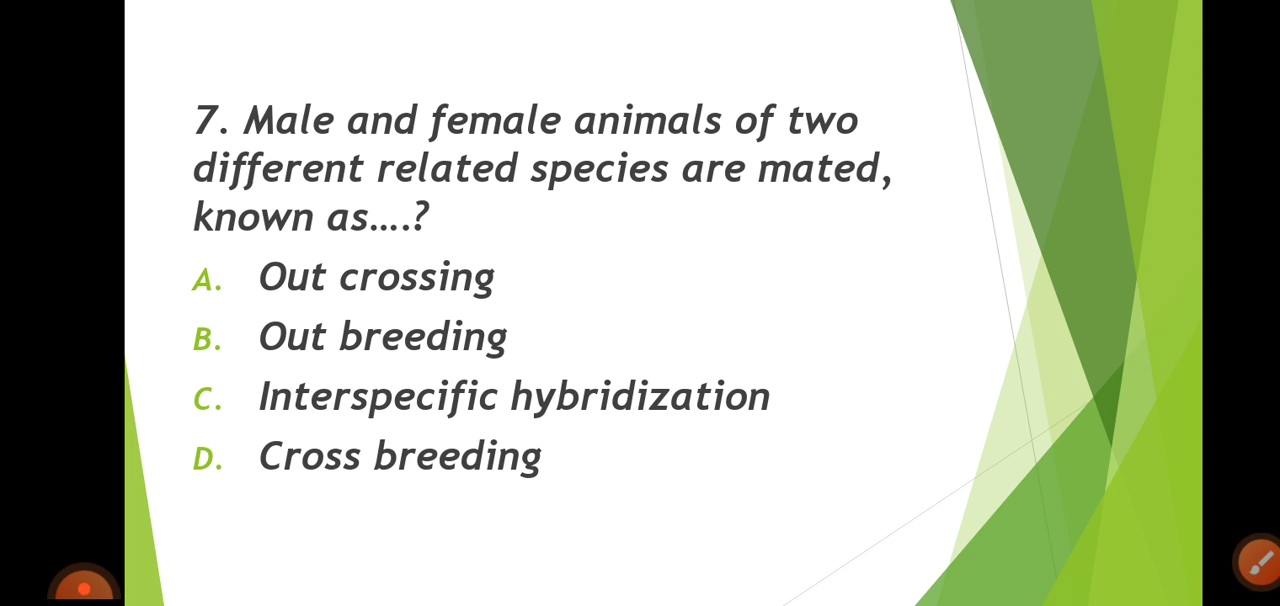 7. Male and female animals of two
different related species are mated,
known as....?
A. Out crossing
B. Out breeding
C. Interspecific hybridization
D. Cross breeding